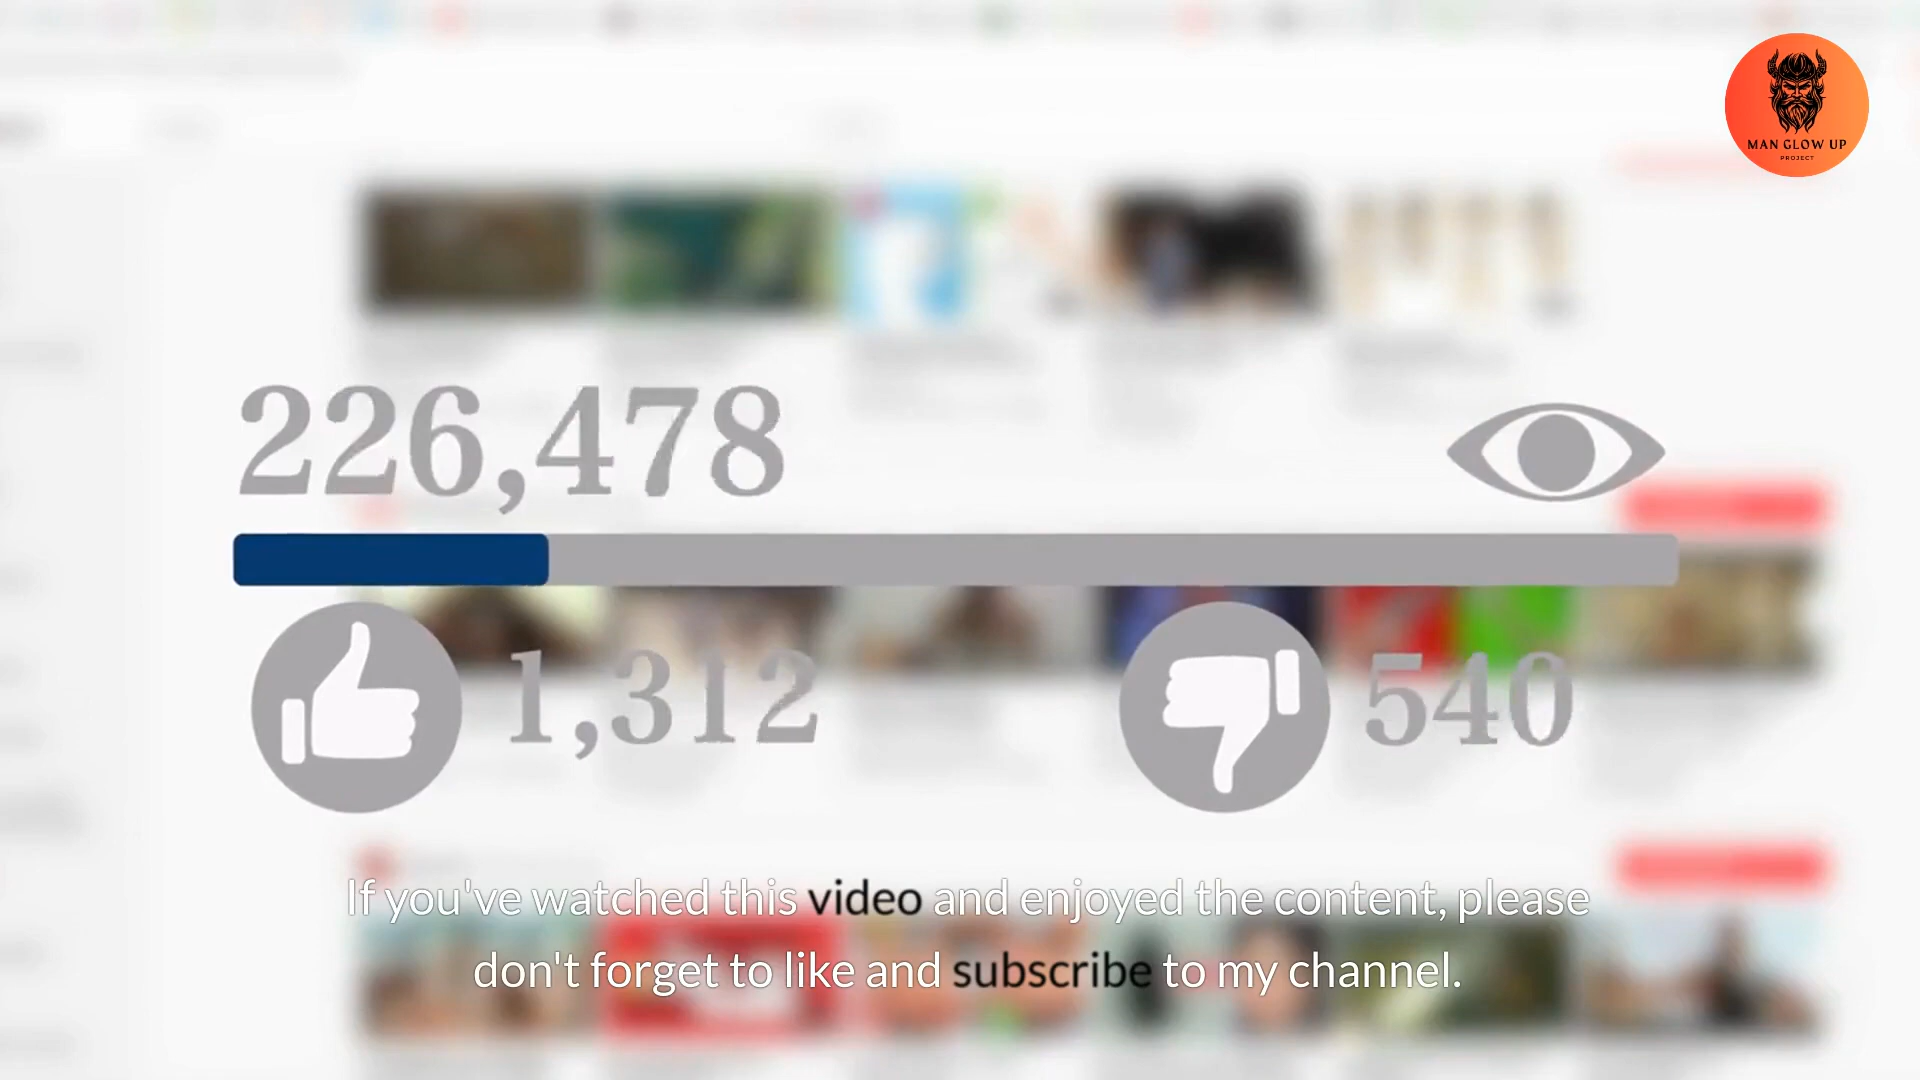 MAN GLOW UP
PROJECT
226,478
1,312
540
If you've watched this video and enjoyed the content, please
don't forget to like and subscribe to my channel.